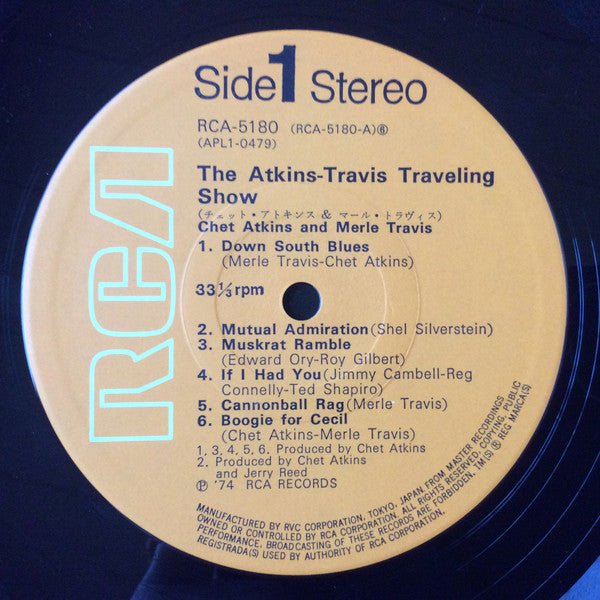 Side 1 Stereo
RCA-5180 (RCA-5180-A)⑥
(APL1-0479)
RCA
The Atkins-Travis Traveling
Show
(チェット・アトキンス & マール・トラヴィス)
Chet Atkins and Merle Travis
1. Down South Blues
(Merle Travis-Chet Atkins)
33 1/3 rpm
2. Mutual Admiration (Shel Silverstein)
3. Muskrat Ramble
(Edward Ory-Roy Gilbert)
4. If I Had You (Jimmy Cambell-Reg
Connelly-Ted Shapiro)
5. Cannonball Rag (Merle Travis)
6. Boogie for Cecil
(Chet Atkins-Merle Travis)
1, 3, 4, 5, 6. Produced by Chet Atkins
2. Produced by Chet Atkins
and Jerry Reed
℗ '74 RCA RECORDS
MANUFACTURED BY RVC CORPORATION, TOKYO, JAPAN, FROM MASTER RECORDINGS
OWNED OR CONTROLLED BY RCA CORPORATION. ALL RIGHTS RESERVED, COPYING, PUBLIC
PERFORMANCE, BROADCASTING OF THESE RECORDS ARE FORBIDDEN. TM(S) ® REG MARCA(S)
REGISTRADA(S) USED BY AUTHORITY OF RCA CORPORATION.